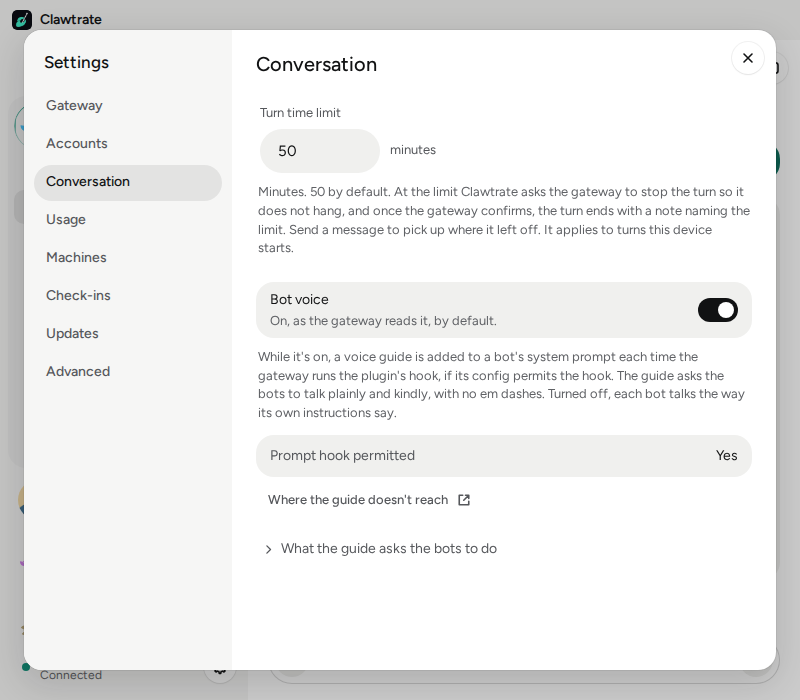 Clawtrate
Settings
Gateway
Accounts
Conversation
Usage
Machines
Check-ins
Updates
Advanced
Conversation
Turn time limit
50 minutes
Minutes. 50 by default. At the limit Clawtrate asks the gateway to stop the turn so it
does not hang, and once the gateway confirms, the turn ends with a note naming the
limit. Send a message to pick up where it left off. It applies to turns this device
starts.
Bot voice
On, as the gateway reads it, by default.
While it's on, a voice guide is added to a bot's system prompt each time the
gateway runs the plugin's hook, if its config permits the hook. The guide asks the
bots to talk plainly and kindly, with no em dashes. Turned off, each bot talks the way
its own instructions say.
Prompt hook permitted Yes
Where the guide doesn't reach
What the guide asks the bots to do
Connected